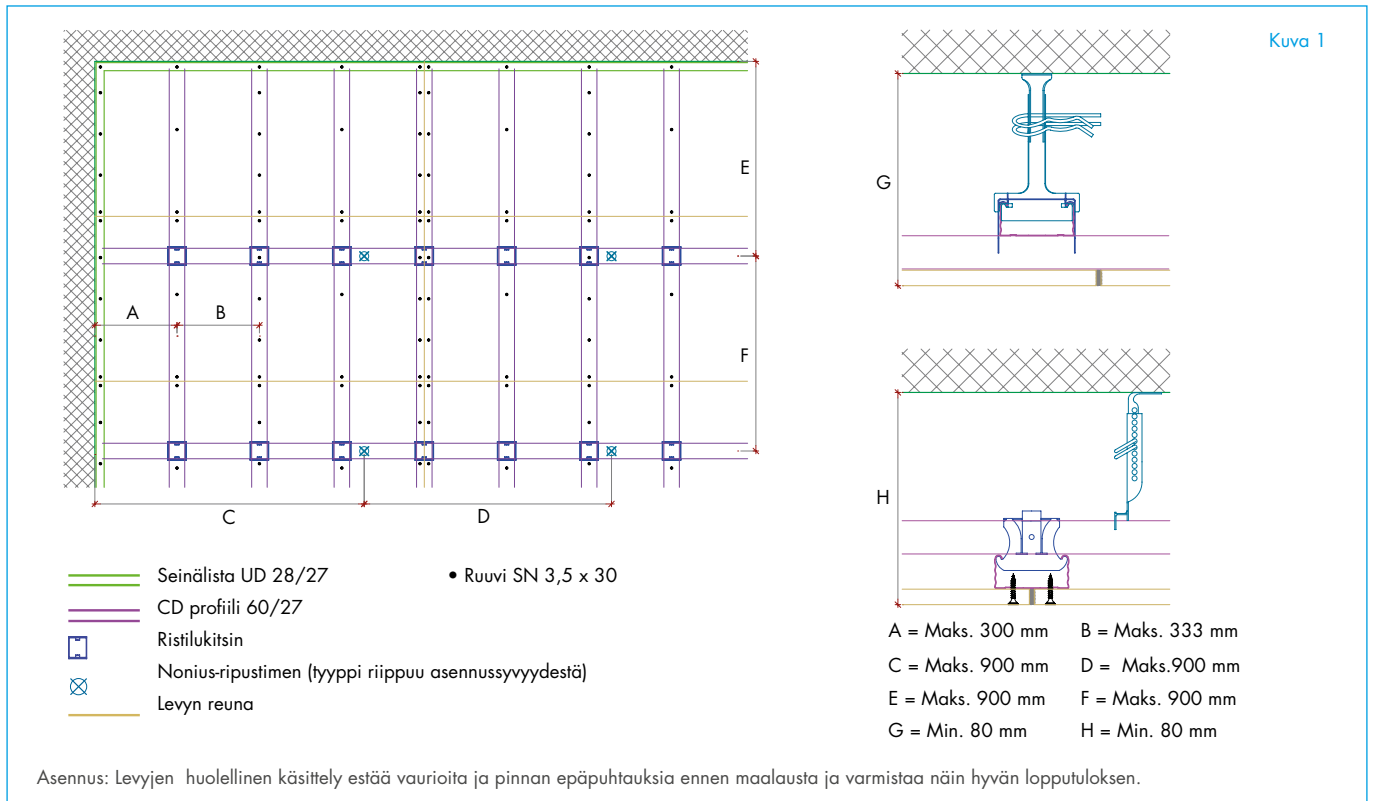 Kuva 1
G
E
A
B
F
H
C
D
Seinälista UD 28/27
• Ruuvi SN 3,5 x 30
CD profiili 60/27
Ristilukitsin
Nonius-ripustimen (tyyppi riippuu asennussyvyydestä)
Levyn reuna
A = Maks. 300 mm B = Maks. 333 mm
C = Maks. 900 mm D = Maks.900 mm
E = Maks. 900 mm F = Maks. 900 mm
G = Min. 80 mm H = Min. 80 mm
Asennus: Levyjen huolellinen käsittely estää vaurioita ja pinnan epäpuhtauksia ennen maalausta ja varmistaa näin hyvän lopputuloksen.